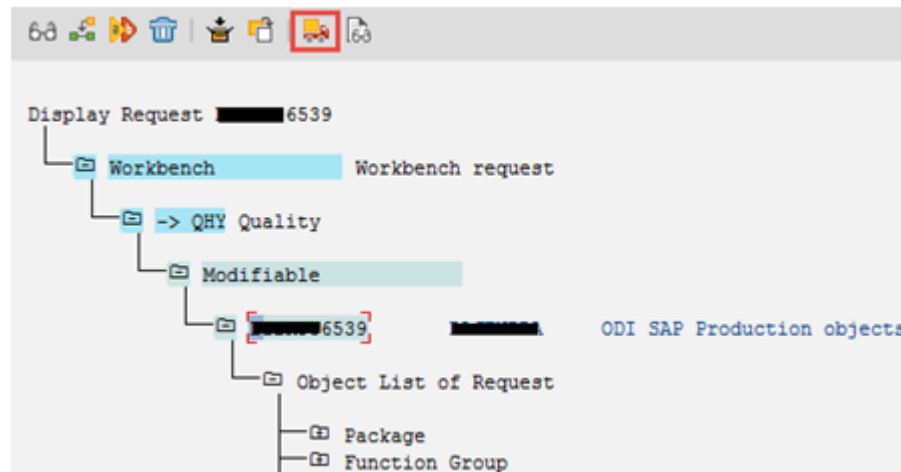 Display Request 6539
Workbench Workbench request
-> QHY Quality
Modifiable
6539 ODI SAP Production objects
Object List of Request
Package
Function Group